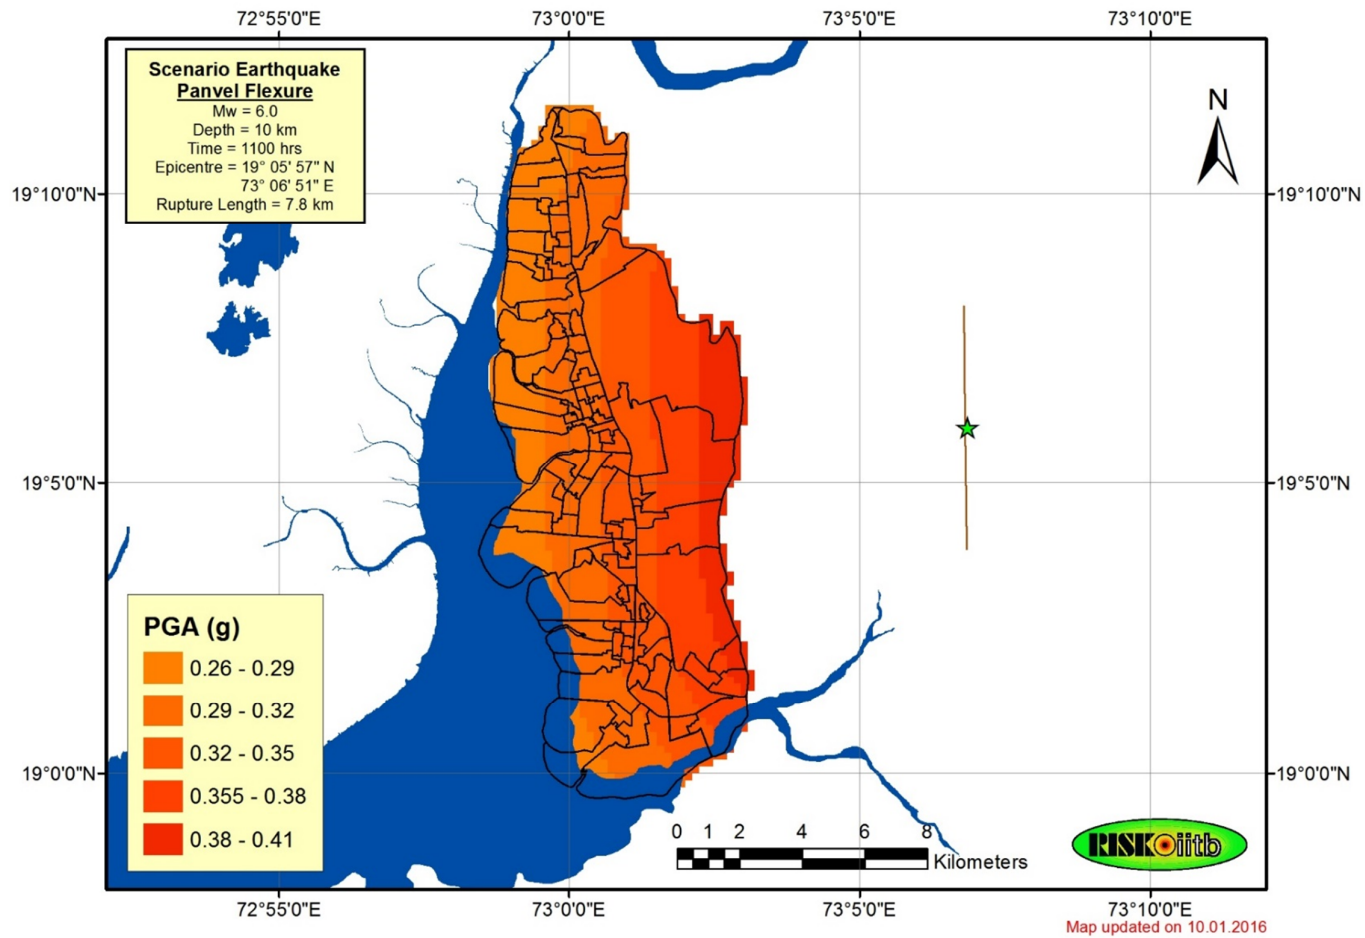 72°55'0"E 73°0'0"E 73°5'0"E 73°10'0"E
Scenario Earthquake
Panvel Flexure
Mw = 6.0
Depth = 10 km
Time = 1100 hrs
Epicentre = 19° 05' 57" N
73° 06' 51" E
Rupture Length = 7.8 km
N
19°10'0"N 19°10'0"N
19°5'0"N 19°5'0"N
PGA (g)
0.26 - 0.29
0.29 - 0.32
0.32 - 0.35
0.355 - 0.38
0.38 - 0.41
19°0'0"N 19°0'0"N
0 1 2 4 6 8
Kilometers
RISK iitb
72°55'0"E 73°0'0"E 73°5'0"E 73°10'0"E
Map updated on 10.01.2016